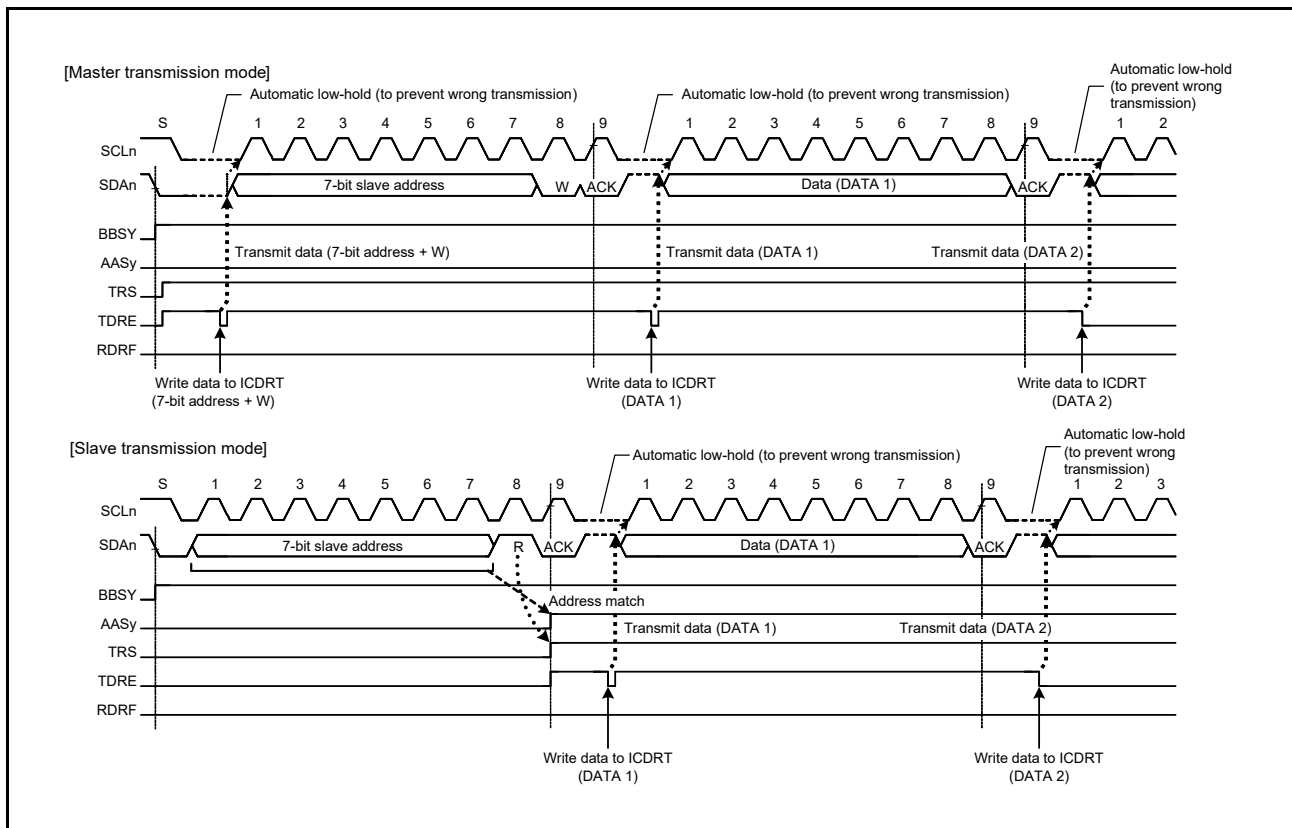 [Master transmission mode]
Automatic low-hold (to prevent wrong transmission)
Automatic low-hold (to prevent wrong transmission)
Automatic low-hold
(to prevent wrong
transmission)
S 1 2 3 4 5 6 7 8 9 1 2 3 4 5 6 7 8 9 1 2
SCLn
SDAn 7-bit slave address W ACK Data (DATA 1) ACK
BBSY
Transmit data (7-bit address + W) Transmit data (DATA 1) Transmit data (DATA 2)
AASy
TRS
TDRE
RDRF
Write data to ICDRT
(7-bit address + W)
Write data to ICDRT
(DATA 1)
Write data to ICDRT
(DATA 2)
[Slave transmission mode]
Automatic low-hold (to prevent wrong transmission)
Automatic low-hold
(to prevent wrong
transmission)
S 1 2 3 4 5 6 7 8 9 1 2 3 4 5 6 7 8 9 1 2 3
SCLn
SDAn 7-bit slave address R ACK Data (DATA 1) ACK
BBSY
Address match
AASy
Transmit data (DATA 1) Transmit data (DATA 2)
TRS
TDRE
RDRF
Write data to ICDRT
(DATA 1)
Write data to ICDRT
(DATA 2)